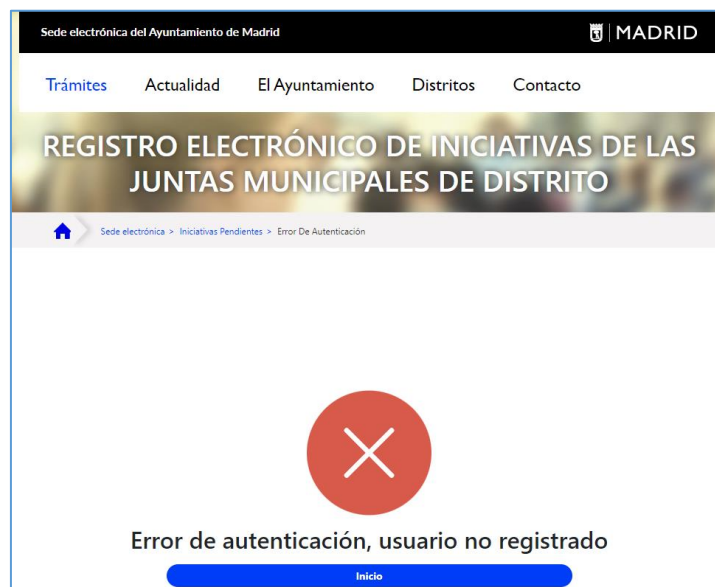 Sede electrónica del Ayuntamiento de Madrid
MADRID
Trámites Actualidad El Ayuntamiento Distritos Contacto
REGISTRO ELECTRÓNICO DE INICIATIVAS DE LAS
JUNTAS MUNICIPALES DE DISTRITO
Sede electrónica > Iniciativas Pendientes > Error De Autenticación
Error de autenticación, usuario no registrado
Inicio